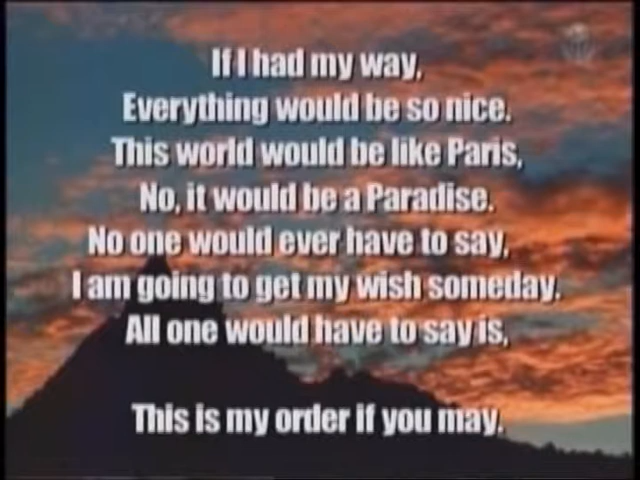 If I had my way,
Everything would be so nice.
This world would be like Paris,
No, it would be a Paradise.
No one would ever have to say,
I am going to get my wish someday.
All one would have to say is,
This is my order if you may.